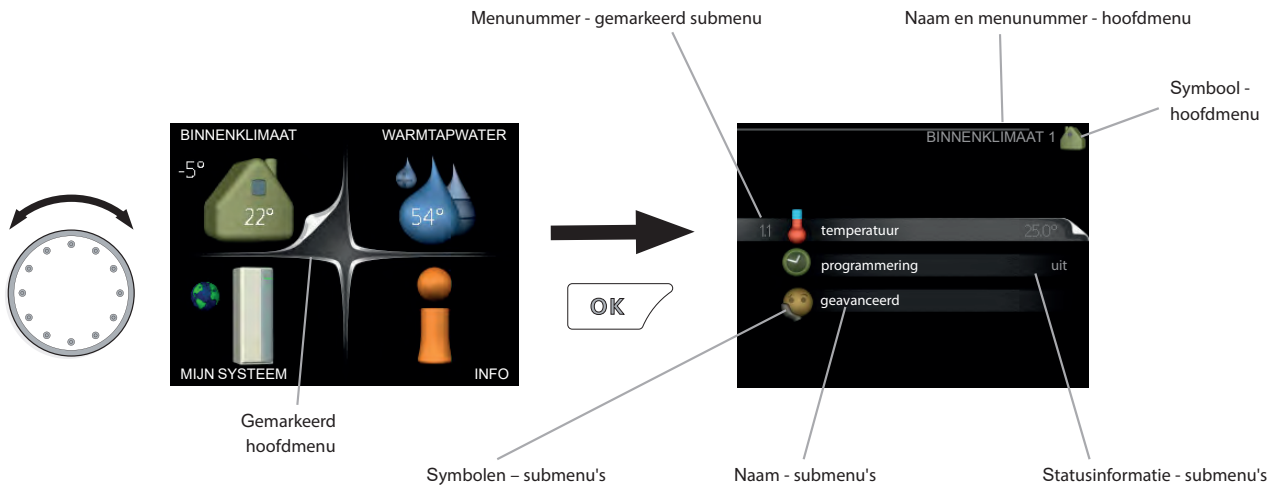 Menunummer - gemarkeerd submenu
Naam en menunummer - hoofdmenu
Symbool -
hoofdmenu
BINNENKLIMAAT
WARMTAPWATER
-5°
22°
54°
MIJN SYSTEEM
INFO
Gemarkeerd
hoofdmenu
OK
BINNENKLIMAAT 1
1.1
temperatuur
25.0°
programmering
uit
geavanceerd
Symbolen – submenu's
Naam - submenu's
Statusinformatie - submenu's